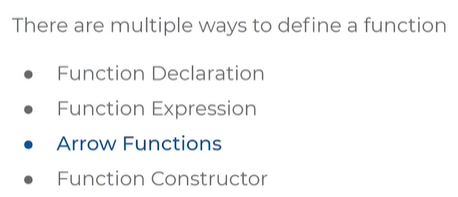 There are multiple ways to define a function
● Function Declaration
● Function Expression
● Arrow Functions
● Function Constructor